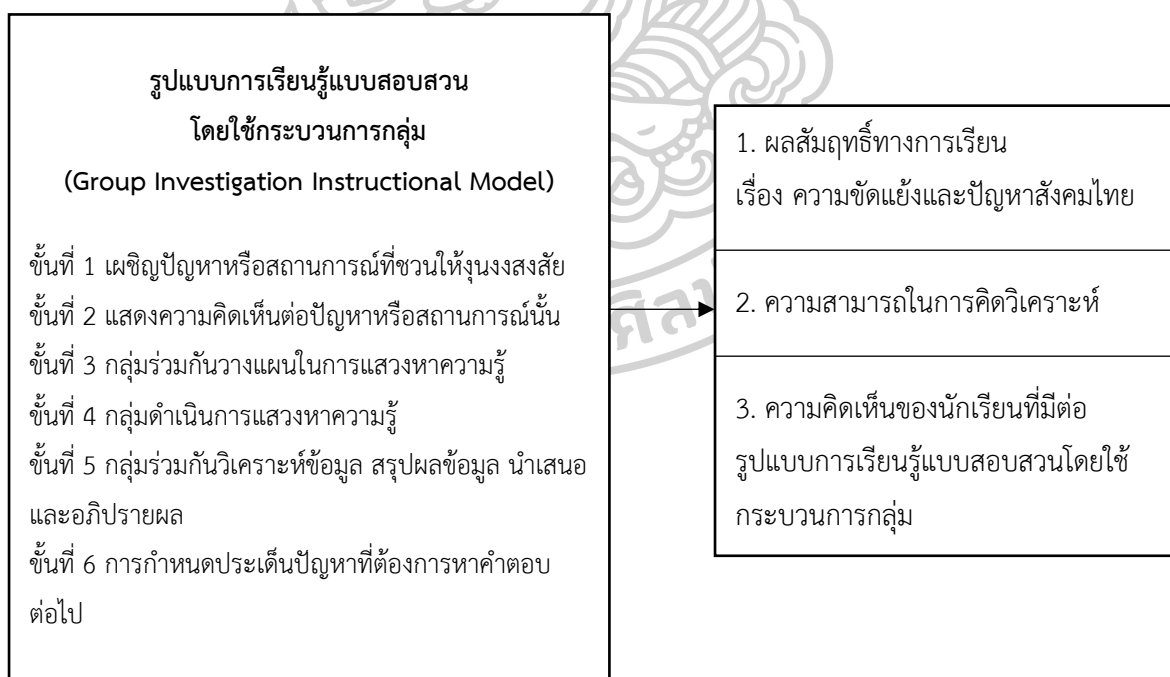 รูปแบบการเรียนรู้แบบสอบสวน
โดยใช้กระบวนการกลุ่ม
(Group Investigation Instructional Model)
ขั้นที่ 1 เผชิญปัญหาหรือสถานการณ์ที่ชวนให้งุนงงสงสัย
ขั้นที่ 2 แสดงความคิดเห็นต่อปัญหาหรือสถานการณ์นั้น
ขั้นที่ 3 กลุ่มร่วมกันวางแผนในการแสวงหาความรู้
ขั้นที่ 4 กลุ่มดำเนินการแสวงหาความรู้
ขั้นที่ 5 กลุ่มร่วมกันวิเคราะห์ข้อมูล สรุปผลข้อมูล นำเสนอ
และอภิปรายผล
ขั้นที่ 6 การกำหนดประเด็นปัญหาที่ต้องการหาคำตอบ
ต่อไป
1. ผลสัมฤทธิ์ทางการเรียน
เรื่อง ความขัดแย้งและปัญหาสังคมไทย
2. ความสามารถในการคิดวิเคราะห์
3. ความคิดเห็นของนักเรียนที่มีต่อ
รูปแบบการเรียนรู้แบบสอบสวนโดยใช้
กระบวนการกลุ่ม